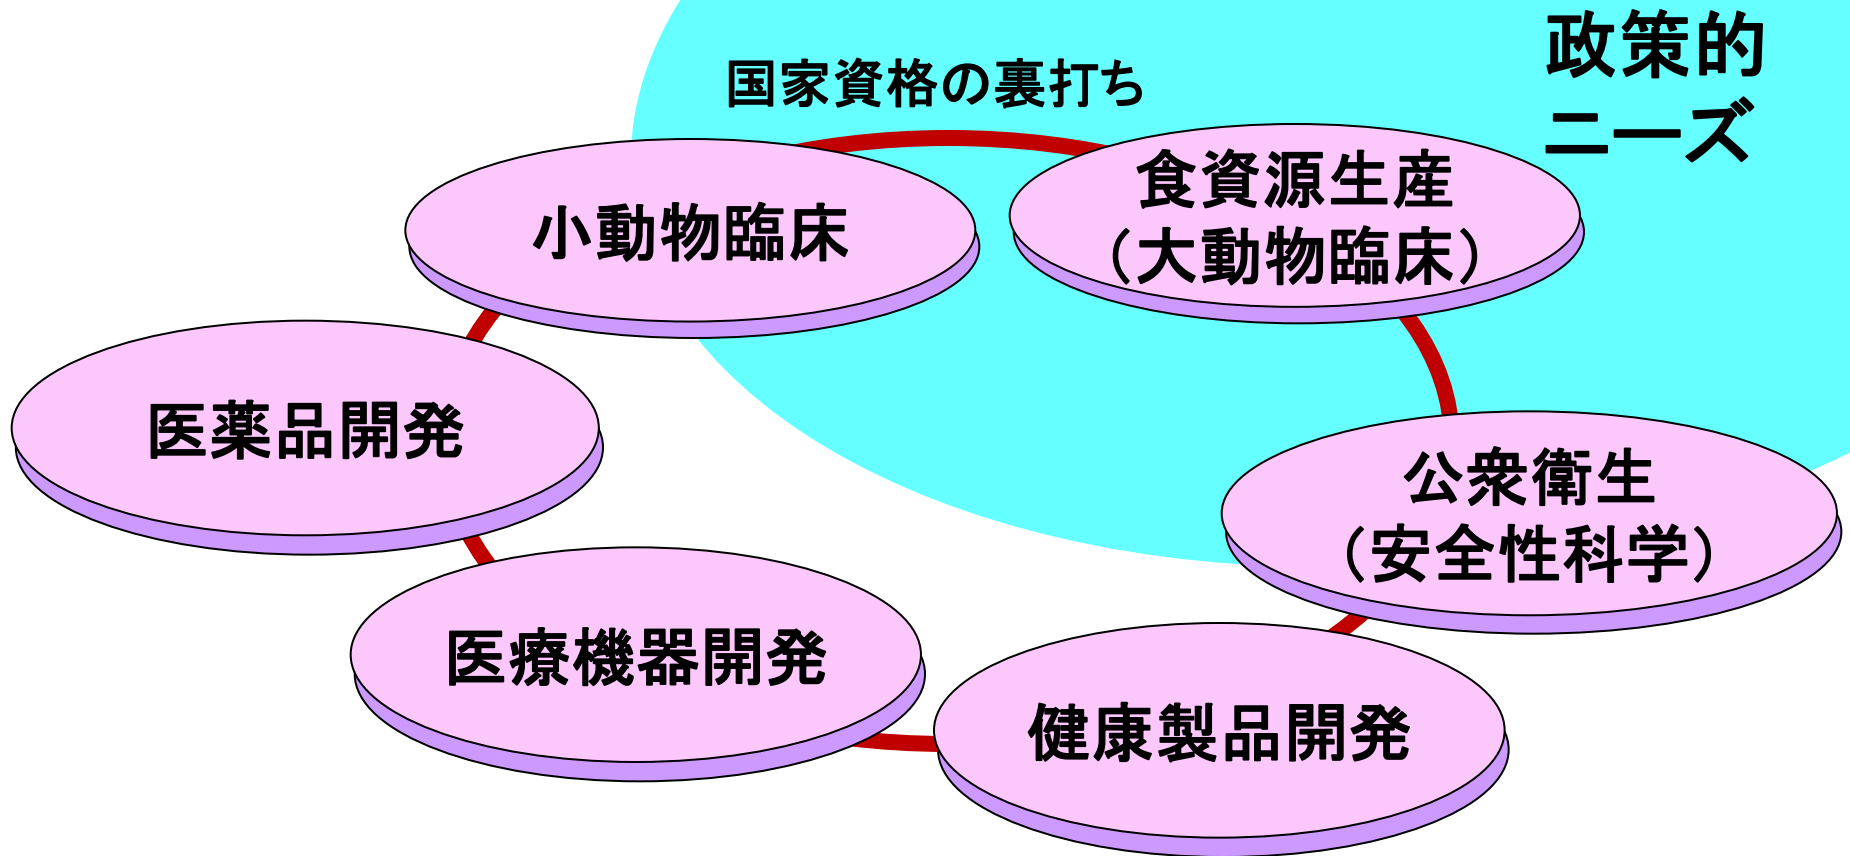 政策的
ニーズ
国家資格の裏打ち
小動物臨床
食資源生産
（大動物臨床）
医薬品開発
公衆衛生
（安全性科学）
医療機器開発
健康製品開発